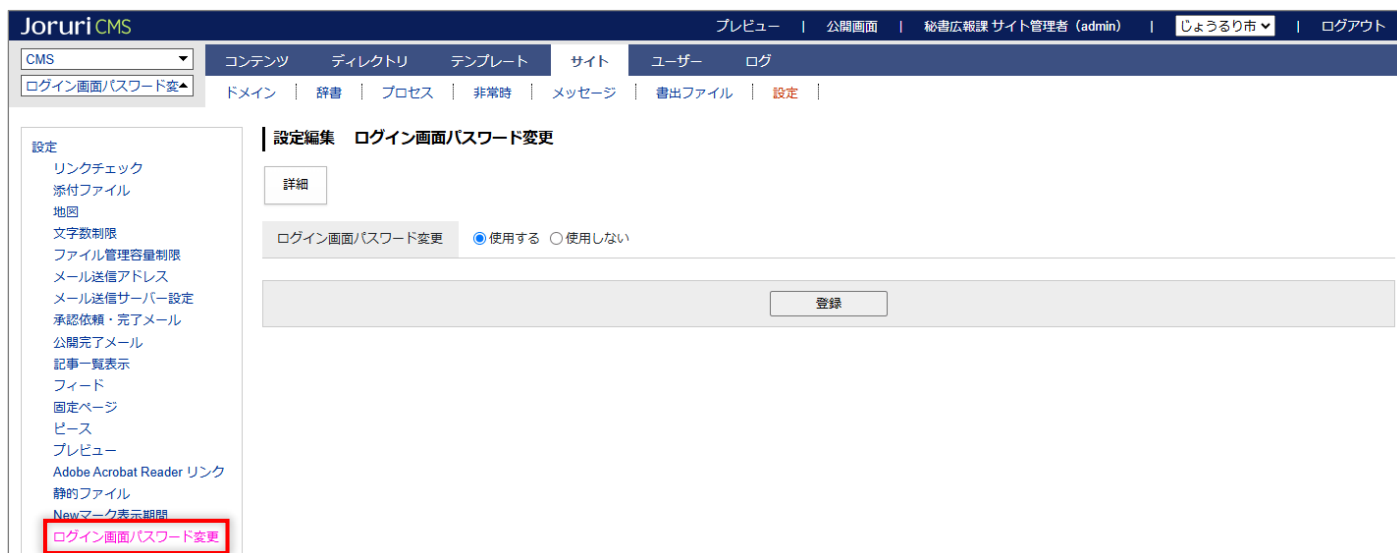 Joruri CMS
プレビュー | 公開画面 | 秘書広報課 サイト管理者（admin） | じょうるり市 | ログアウト
CMS
コンテンツ ディレクトリ テンプレート サイト ユーザー ログ
ログイン画面パスワード変
ドメイン 辞書 プロセス 非常時 メッセージ 書出ファイル 設定
設定
リンクチェック
添付ファイル
地図
文字数制限
ファイル管理容量制限
メール送信アドレス
メール送信サーバー設定
承認依頼・完了メール
公開完了メール
記事一覧表示
フィード
固定ページ
ピース
プレビュー
Adobe Acrobat Reader リンク
静的ファイル
Newマーク表示期間
ログイン画面パスワード変更
設定編集 ログイン画面パスワード変更
詳細
ログイン画面パスワード変更 使用する 使用しない
登録